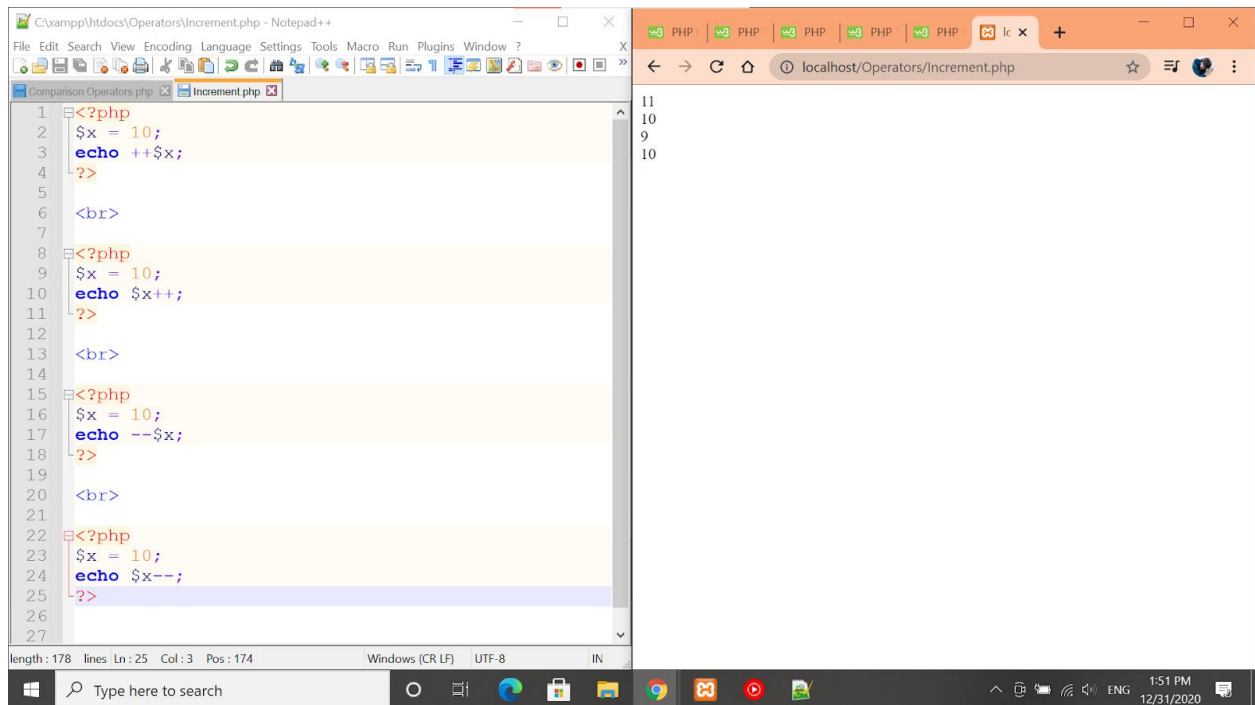 C:\xampp\htdocs\Operators\Increment.php - Notepad++
File Edit Search View Encoding Language Settings Tools Macro Run Plugins Window ? X
Comparison Operators.php Increment.php
1 <?php
2 $x = 10;
3 echo ++$x;
4 ?>
5
6 <br>
7
8 <?php
9 $x = 10;
10 echo $x++;
11 ?>
12
13 <br>
14
15 <?php
16 $x = 10;
17 echo --$x;
18 ?>
19
20 <br>
21
22 <?php
23 $x = 10;
24 echo $x--;
25 ?>
26
27
length : 178 lines Ln : 25 Col : 3 Pos : 174 Windows (CR LF) UTF-8 IN
PHP PHP PHP PHP PHP lc
localhost/Operators/Increment.php
11
10
9
10
Type here to search
ENG
1:51 PM
12/31/2020